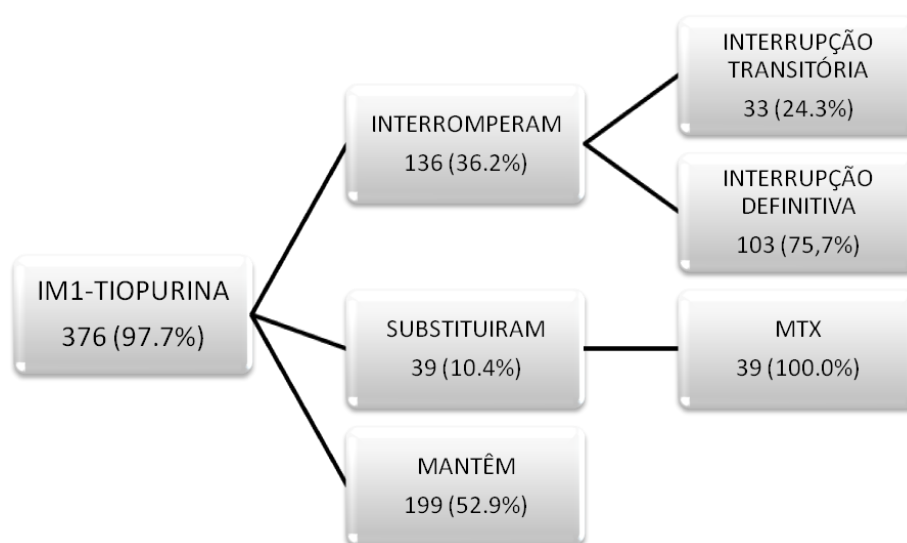 IM1-TIOPURINA
376 (97.7%)
INTERROMPERAM
136 (36.2%)
INTERRUPÇÃO
TRANSITÓRIA
33 (24.3%)
INTERRUPÇÃO
DEFINITIVA
103 (75,7%)
SUBSTITUIRAM
39 (10.4%)
MTX
39 (100.0%)
MANTÊM
199 (52.9%)